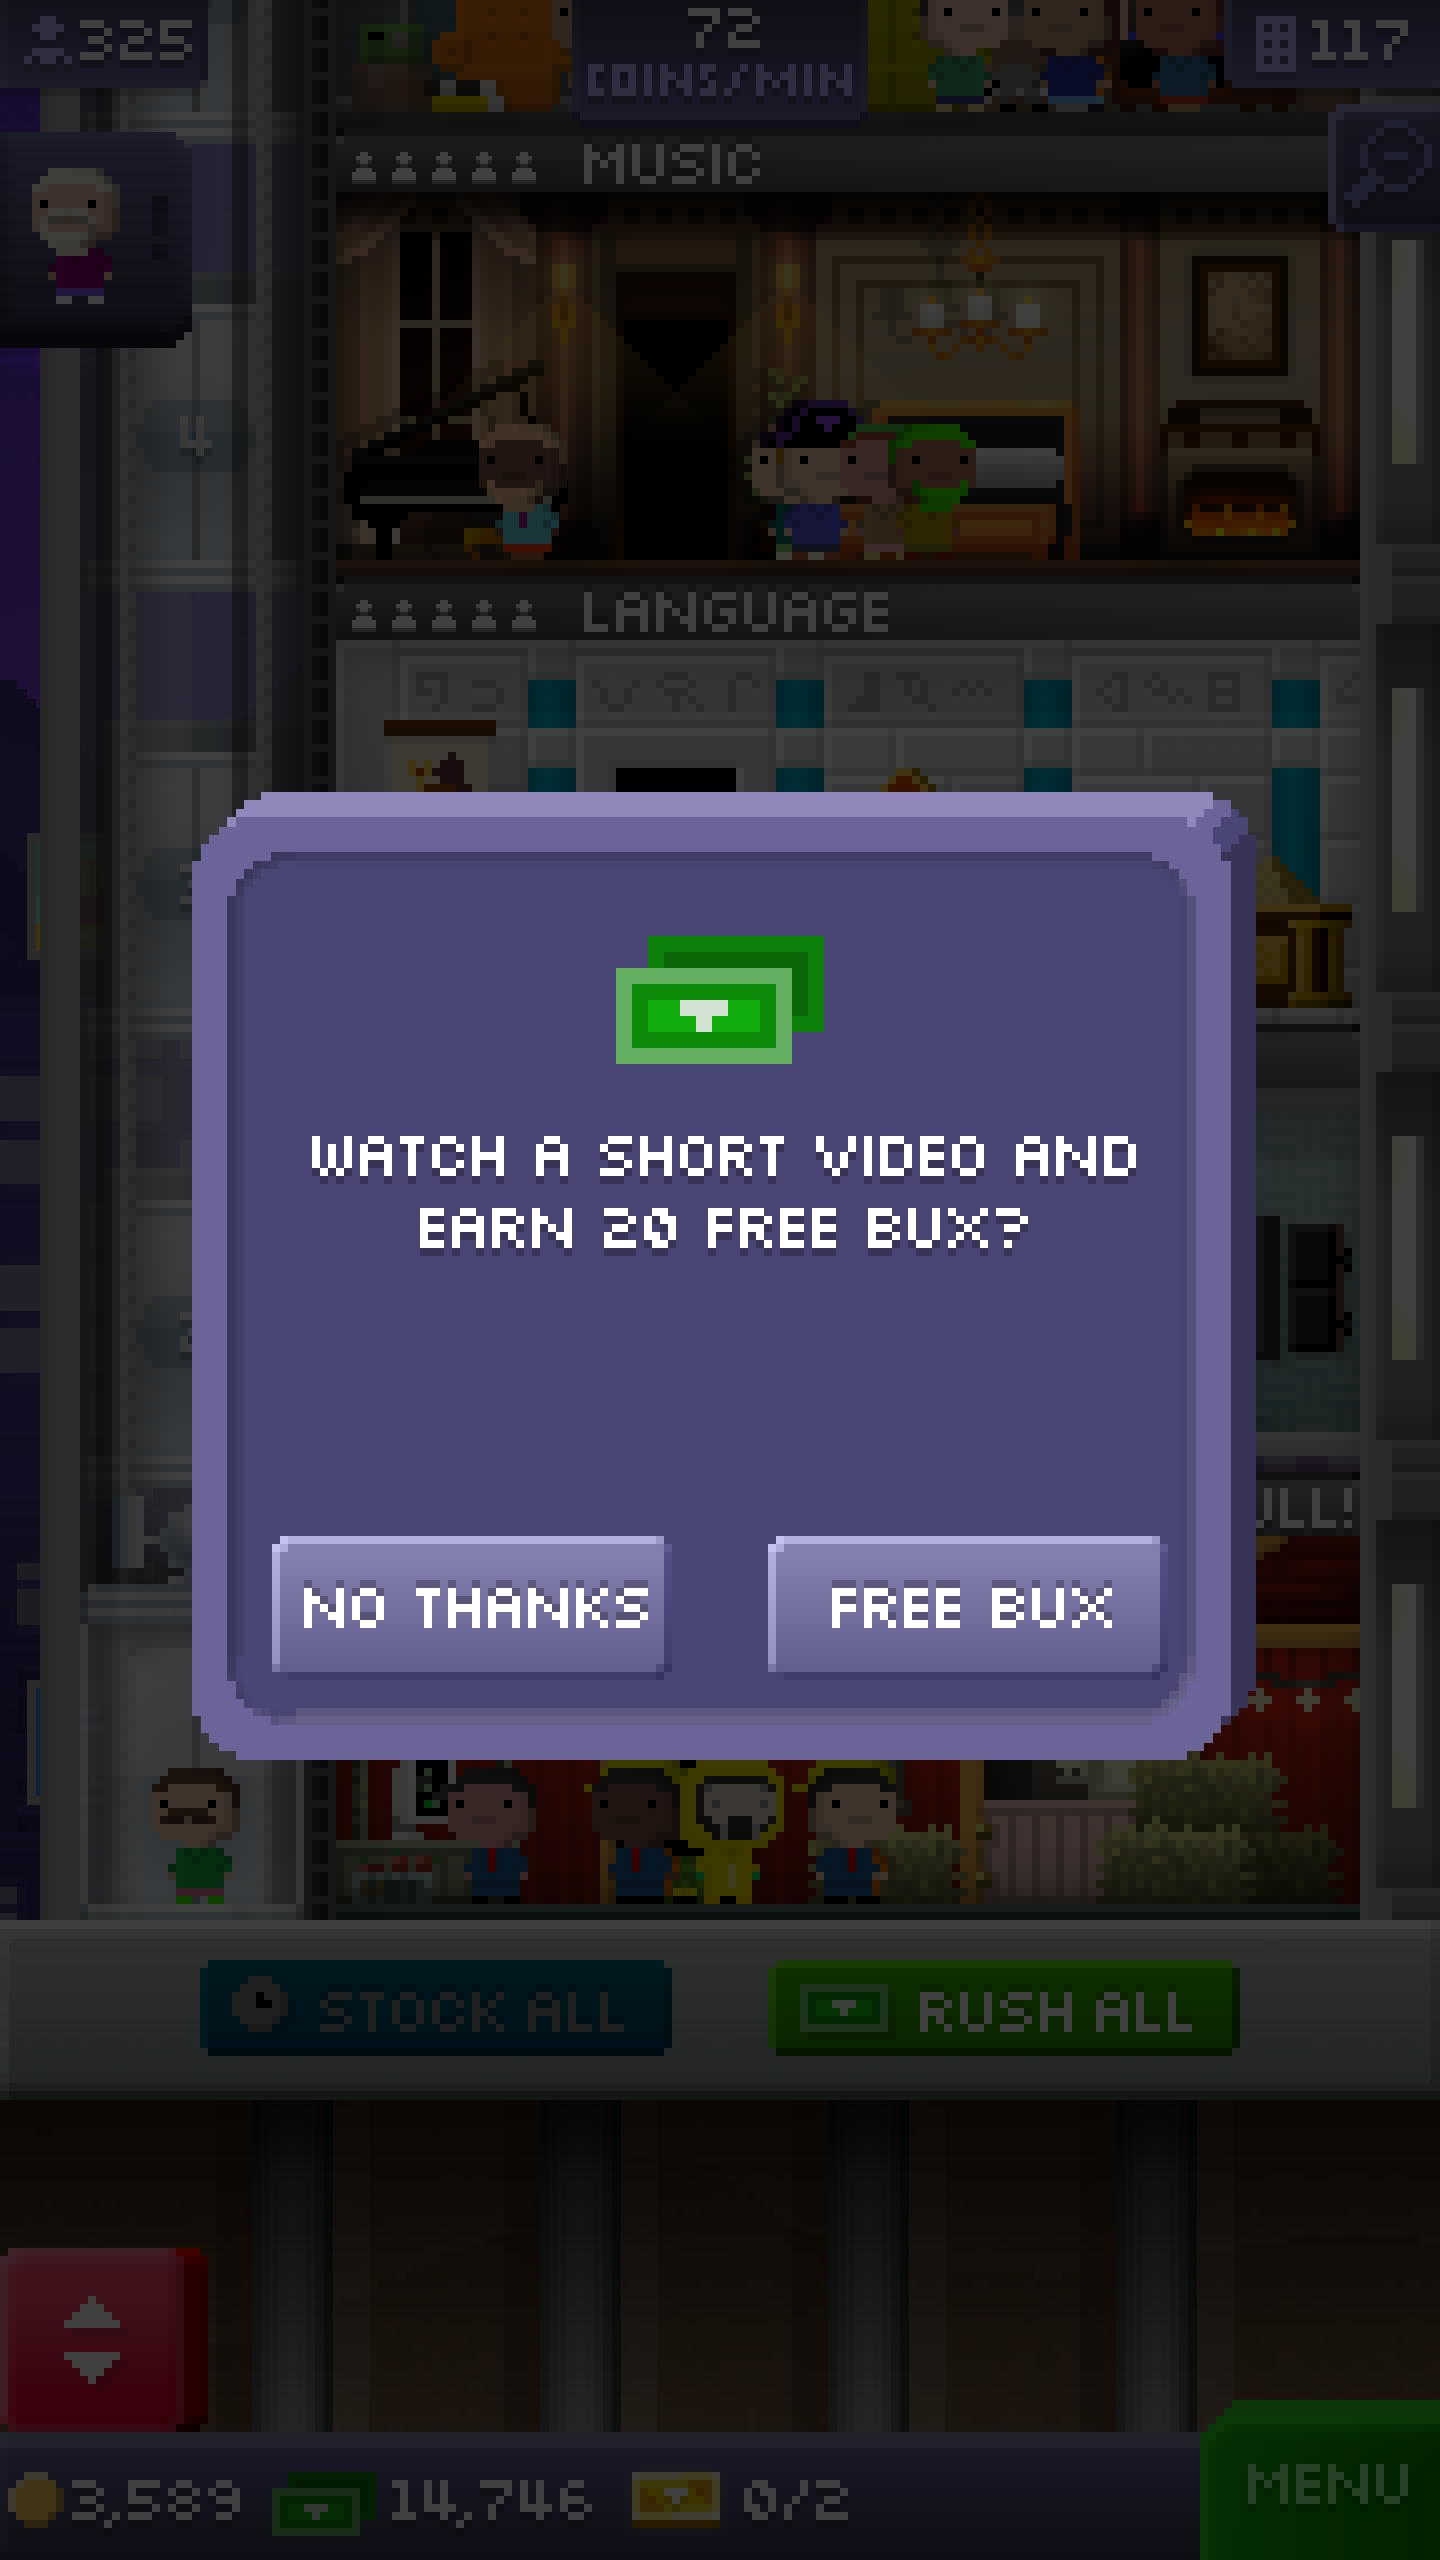 325
72
COINS/MIN
117
MUSIC
4
LANGUAGE
WATCH A SHORT VIDEO AND
EARN 20 FREE BUX?
NO THANKS
FREE BUX
STOCK ALL
RUSH ALL
3,589
14,746
0/2
MENU